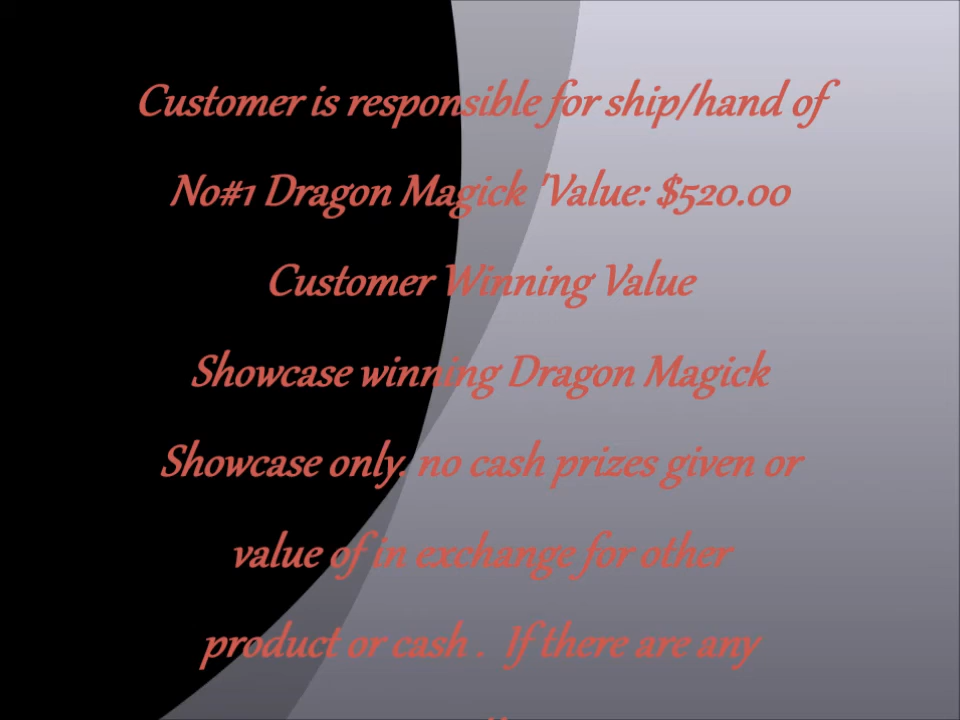 Customer is responsible for ship/hand of
No#1 Dragon Magick 'Value: $520.00
Customer Winning Value
Showcase winning Dragon Magick
Showcase only. no cash prizes given or
value of in exchange for other
product or cash .  If there are any